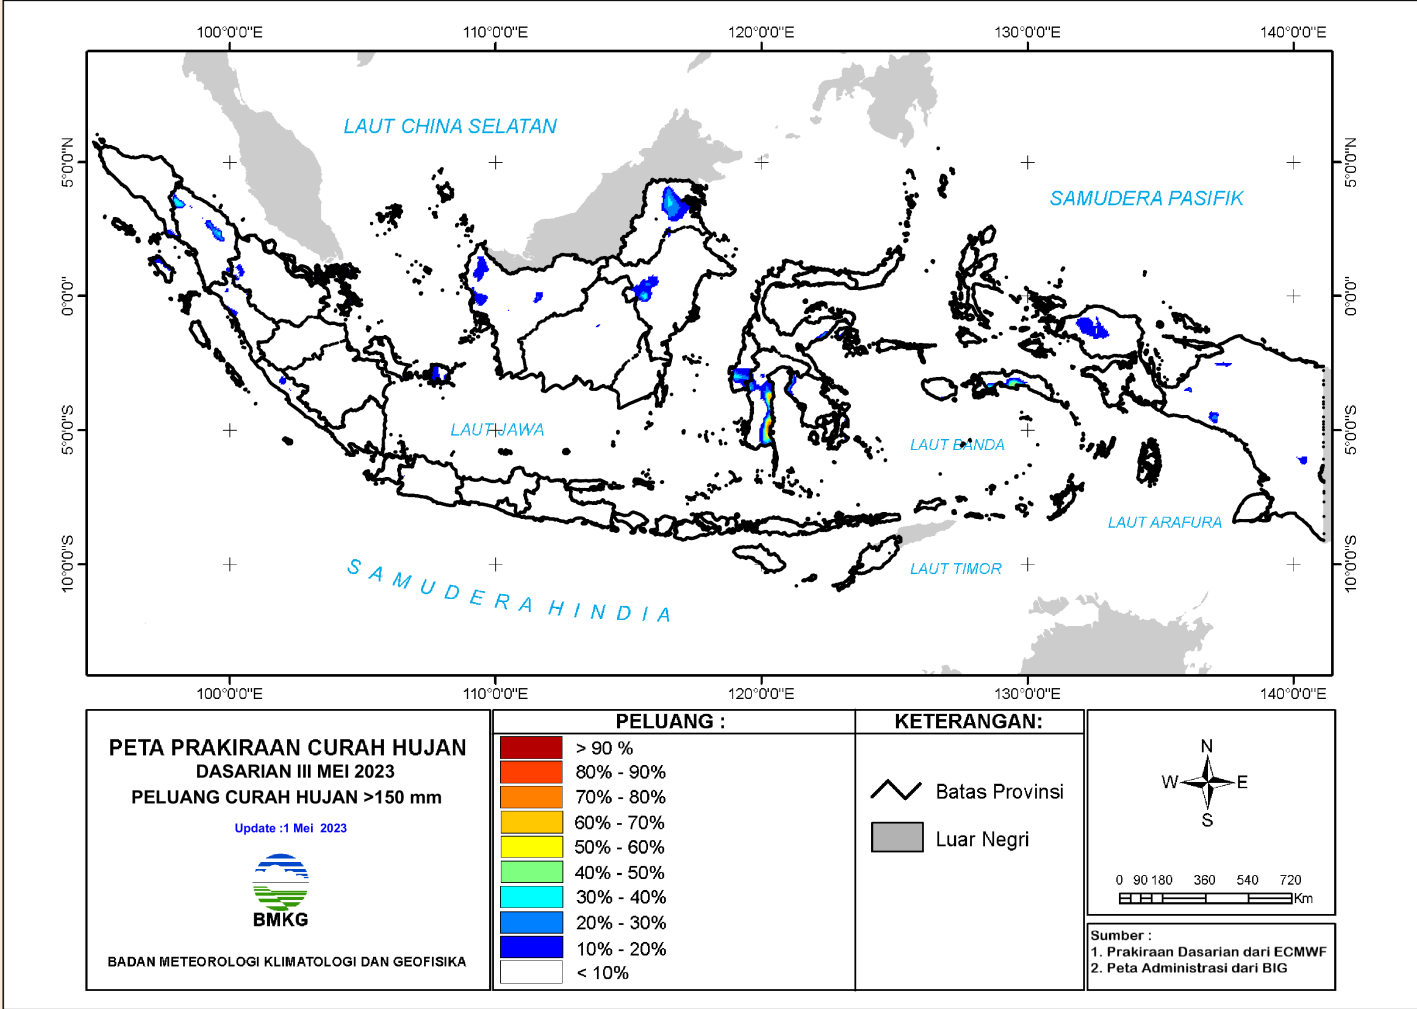 100°0'0"E 110°0'0"E 120°0'0"E 130°0'0"E 140°0'0"E
LAUT CHINA SELATAN
SAMUDERA PASIFIK
5°0'0"N 5°0'0"N
0°0'0" 0°0'0"
5°0'0"S 5°0'0"S
LAUT JAWA
LAUT BANDA
LAUT ARAFURA
10°0'0"S 10°0'0"S
LAUT TIMOR
SAMUDERA HINDIA
100°0'0"E 110°0'0"E 120°0'0"E 130°0'0"E 140°0'0"E
PETA PRAKIRAAN CURAH HUJAN
DASARIAN III MEI 2023
PELUANG CURAH HUJAN >150 mm
Update :1 Mei 2023
BMKG
BADAN METEOROLOGI KLIMATOLOGI DAN GEOFISIKA
PELUANG :
> 90 %
80% - 90%
70% - 80%
60% - 70%
50% - 60%
40% - 50%
30% - 40%
20% - 30%
10% - 20%
< 10%
KETERANGAN:
Batas Provinsi
Luar Negri
N
W E
S
0 90 180 360 540 720
Km
Sumber :
1. Prakiraan Dasarian dari ECMWF
2. Peta Administrasi dari BIG